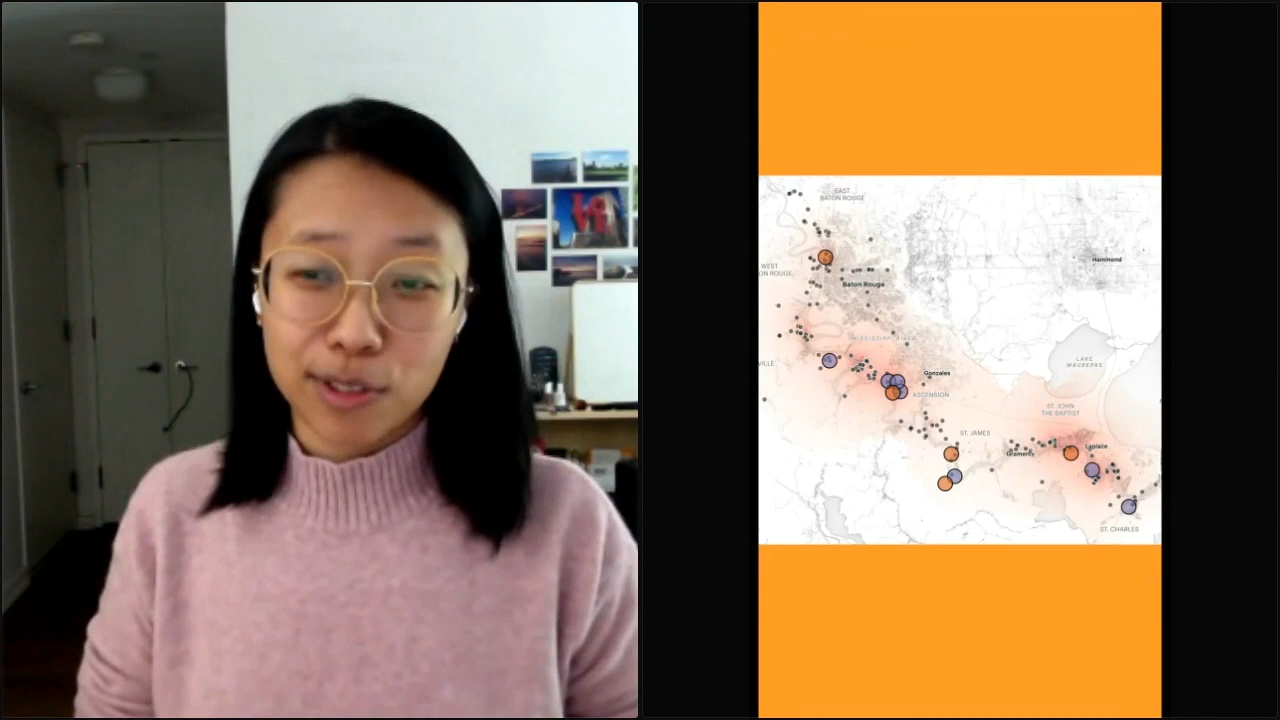 EAST
BATON ROUGE
Hammond
WEST
ON ROUGE
Baton Rouge
MISSISSIPPI RIVER
LAKE
MAUREPAS
VILLE
Gonzales
ASCENSION
ST. JOHN
THE BAPTIST
ST. JAMES
Laplace
Gramercy
ST. CHARLES